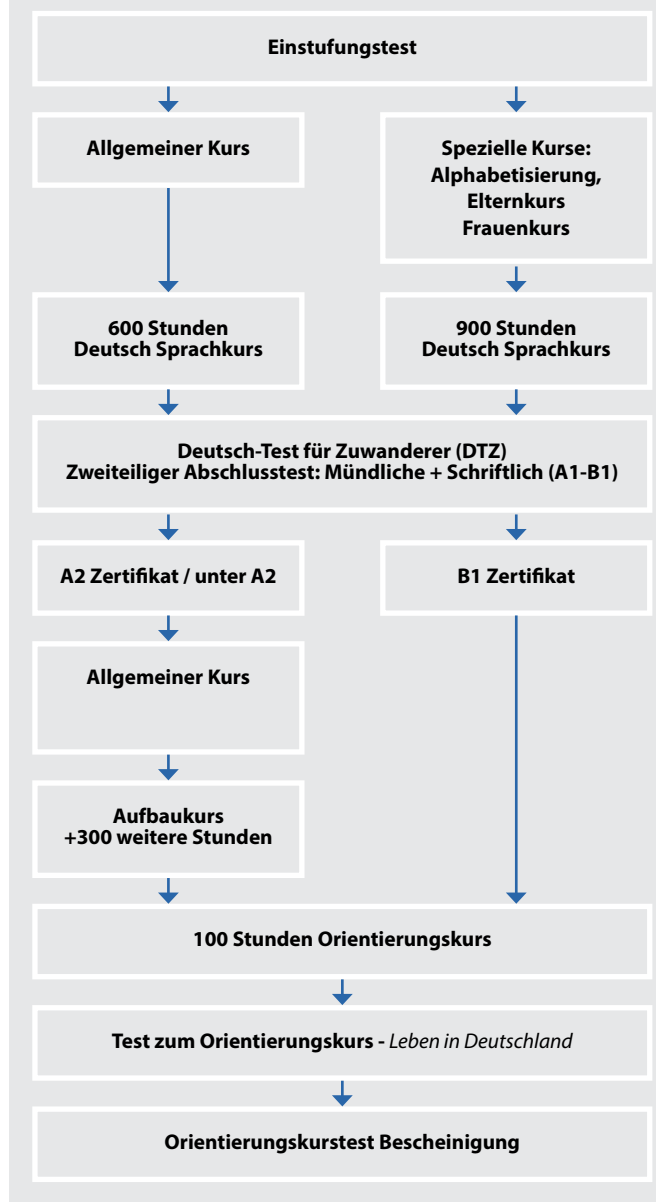 Einstufungstest
Allgemeiner Kurs
Spezielle Kurse:
Alphabetisierung,
Elternkurs
Frauenkurs
600 Stunden
Deutsch Sprachkurs
900 Stunden
Deutsch Sprachkurs
Deutsch-Test für Zuwanderer (DTZ)
Zweiteiliger Abschlusstest: Mündliche + Schriftlich (A1-B1)
A2 Zertifikat / unter A2
B1 Zertifikat
Allgemeiner Kurs
Aufbaukurs
+300 weitere Stunden
100 Stunden Orientierungskurs
Test zum Orientierungskurs - Leben in Deutschland
Orientierungskurstest Bescheinigung